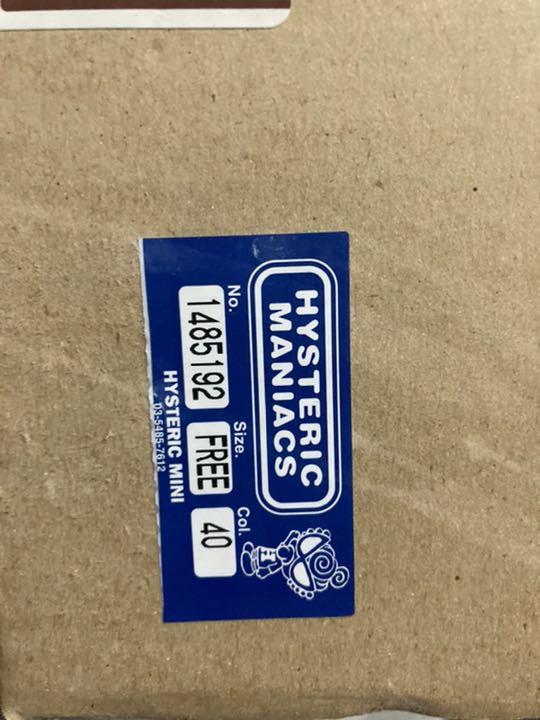 HYSTERIC
MANIACS
No. Size. Col.
1485192 FREE 40
HYSTERIC MINI
03-5485-7612
H